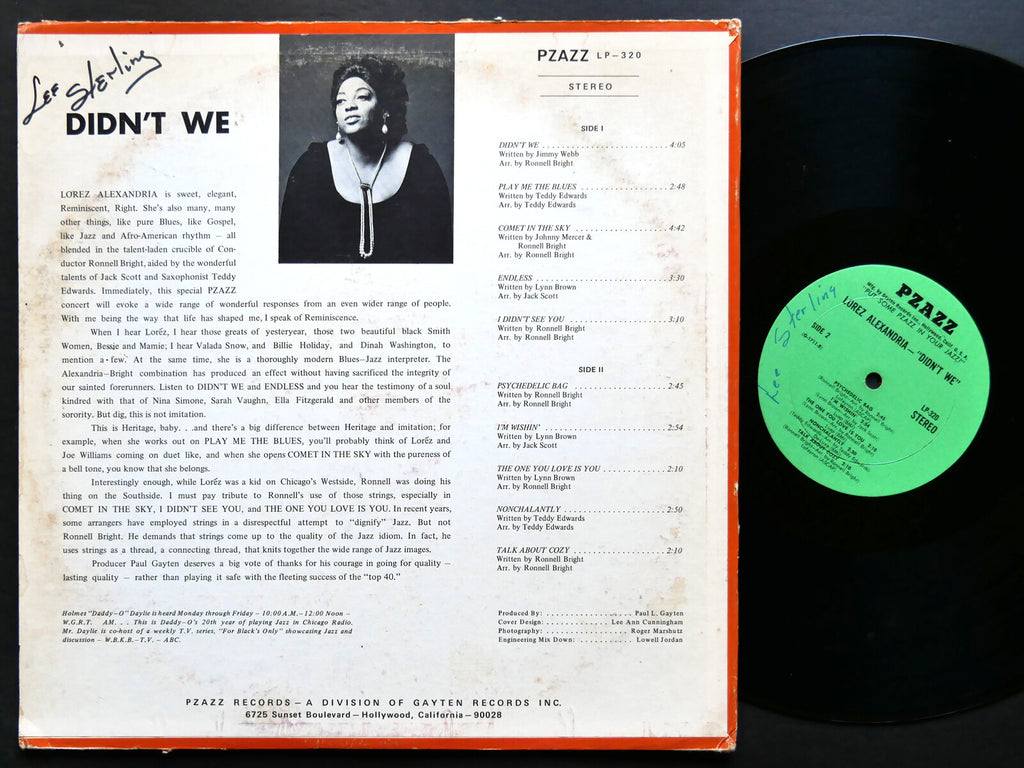 Lee Sterling
DIDN'T WE
LOREZ ALEXANDRIA is sweet, elegant,
Reminiscent, Right. She's also many, many
other things, like pure Blues, like Gospel,
like Jazz and Afro-American rhythm — all
blended in the talent-laden crucible of Con-
ductor Ronnell Bright, aided by the wonderful
talents of Jack Scott and Saxophonist Teddy
Edwards. Immediately, this special PZAZZ
concert will evoke a wide range of wonderful responses from an even wider range of people.
With me being the way that life has shaped me, I speak of Reminiscence.
When I hear Lorez, I hear those greats of yesteryear, those two beautiful black Smith
Women, Bessie and Mamie; I hear Valada Snow, and Billie Holiday, and Dinah Washington, to
mention a few. At the same time, she is a thoroughly modern Blues—Jazz interpreter. The
Alexandria—Bright combination has produced an effect without having sacrificed the integrity of
our sainted forerunners. Listen to DIDN'T WE and ENDLESS and you hear the testimony of a soul
kindred with that of Nina Simone, Sarah Vaughn, Ella Fitzgerald and other members of the
sorority. But dig, this is not imitation.
This is Heritage, baby. . .and there's a big difference between Heritage and imitation; for
example, when she works out on PLAY ME THE BLUES, you'll probably think of Lorez and
Joe Williams coming on duet like, and when she opens COMET IN THE SKY with the pureness of
a bell tone, you know that she belongs.
Interestingly enough, while Lorez was a kid on Chicago's Westside, Ronnell was doing his
thing on the Southside. I must pay tribute to Ronnell's use of those strings, especially in
COMET IN THE SKY, I DIDN'T SEE YOU, and THE ONE YOU LOVE IS YOU. In recent years,
some arrangers have employed strings in a disrespectful attempt to "dignify" Jazz. But not
Ronnell Bright. He demands that strings come up to the quality of the Jazz idiom. In fact, he
uses strings as a thread, a connecting thread, that knits together the wide range of Jazz images.
Producer Paul Gayten deserves a big vote of thanks for his courage in going for quality —
lasting quality — rather than playing it safe with the fleeting success of the "top 40."
Holmes "Daddy-O" Daylie is heard Monday through Friday - 10:00 A.M.-12:00 Noon -
W.G.R.T. AM. . . This is Daddy-O's 20th year of playing Jazz in Chicago Radio.
Mr. Daylie is co-host of a weekly T.V. series, "For Black's Only" showcasing Jazz and
discussion - W.B.K.B.-T.V. - ABC.
PZAZZ LP-320
STEREO
SIDE I
DIDN'T WE . . . . . . . . . . . . . . . . . . . . 4:05
Written by Jimmy Webb
Arr. by Ronnell Bright
PLAY ME THE BLUES . . . . . . . . . . . . . . 2:48
Written by Teddy Edwards
Arr. by Teddy Edwards
COMET IN THE SKY . . . . . . . . . . . . . . . 4:42
Written by Johnny Mercer &
Ronnell Bright
Arr. by Ronnell Bright
ENDLESS . . . . . . . . . . . . . . . . . . . . . 3:30
Written by Lynn Brown
Arr. by Jack Scott
I DIDN'T SEE YOU . . . . . . . . . . . . . . . 3:10
Written by Ronnell Bright
Arr. by Ronnell Bright
SIDE II
PSYCHEDELIC BAG . . . . . . . . . . . . . . . 2:45
Written by Ronnell Bright
Arr. by Ronnell Bright
I'M WISHIN' . . . . . . . . . . . . . . . . . . . 2:54
Written by Lynn Brown
Arr. by Jack Scott
THE ONE YOU LOVE IS YOU . . . . . . . . . . 2:10
Written by Lynn Brown
Arr. by Ronnell Bright
NONCHALANTLY . . . . . . . . . . . . . . . . . 2:50
Written by Teddy Edwards
Arr. by Teddy Edwards
TALK ABOUT COZY . . . . . . . . . . . . . . . 2:10
Written by Ronnell Bright
Arr. by Ronnell Bright
Produced By: . . . . . . . . . . . . Paul L. Gayten
Cover Design: . . . . . . . . . Lee Ann Cunningham
Photography: . . . . . . . . . . . . Roger Marshutz
Engineering Mix Down: . . . . . . . Lowell Jordan
PZAZZ RECORDS — A DIVISION OF GAYTEN RECORDS INC.
6725 Sunset Boulevard — Hollywood, California — 90028
PZAZZ
"PUT SOME PZAZZ IN YOUR JAZZ!"
LOREZ ALEXANDRIA — "DIDN'T WE"
SIDE 2
LP-320
STEREO
PSYCHEDELIC BAG 2:45
I'M WISHIN' 2:54
THE ONE YOU LOVE IS YOU
NONCHALANTLY
TALK ABOUT COZY
Lee Sterling